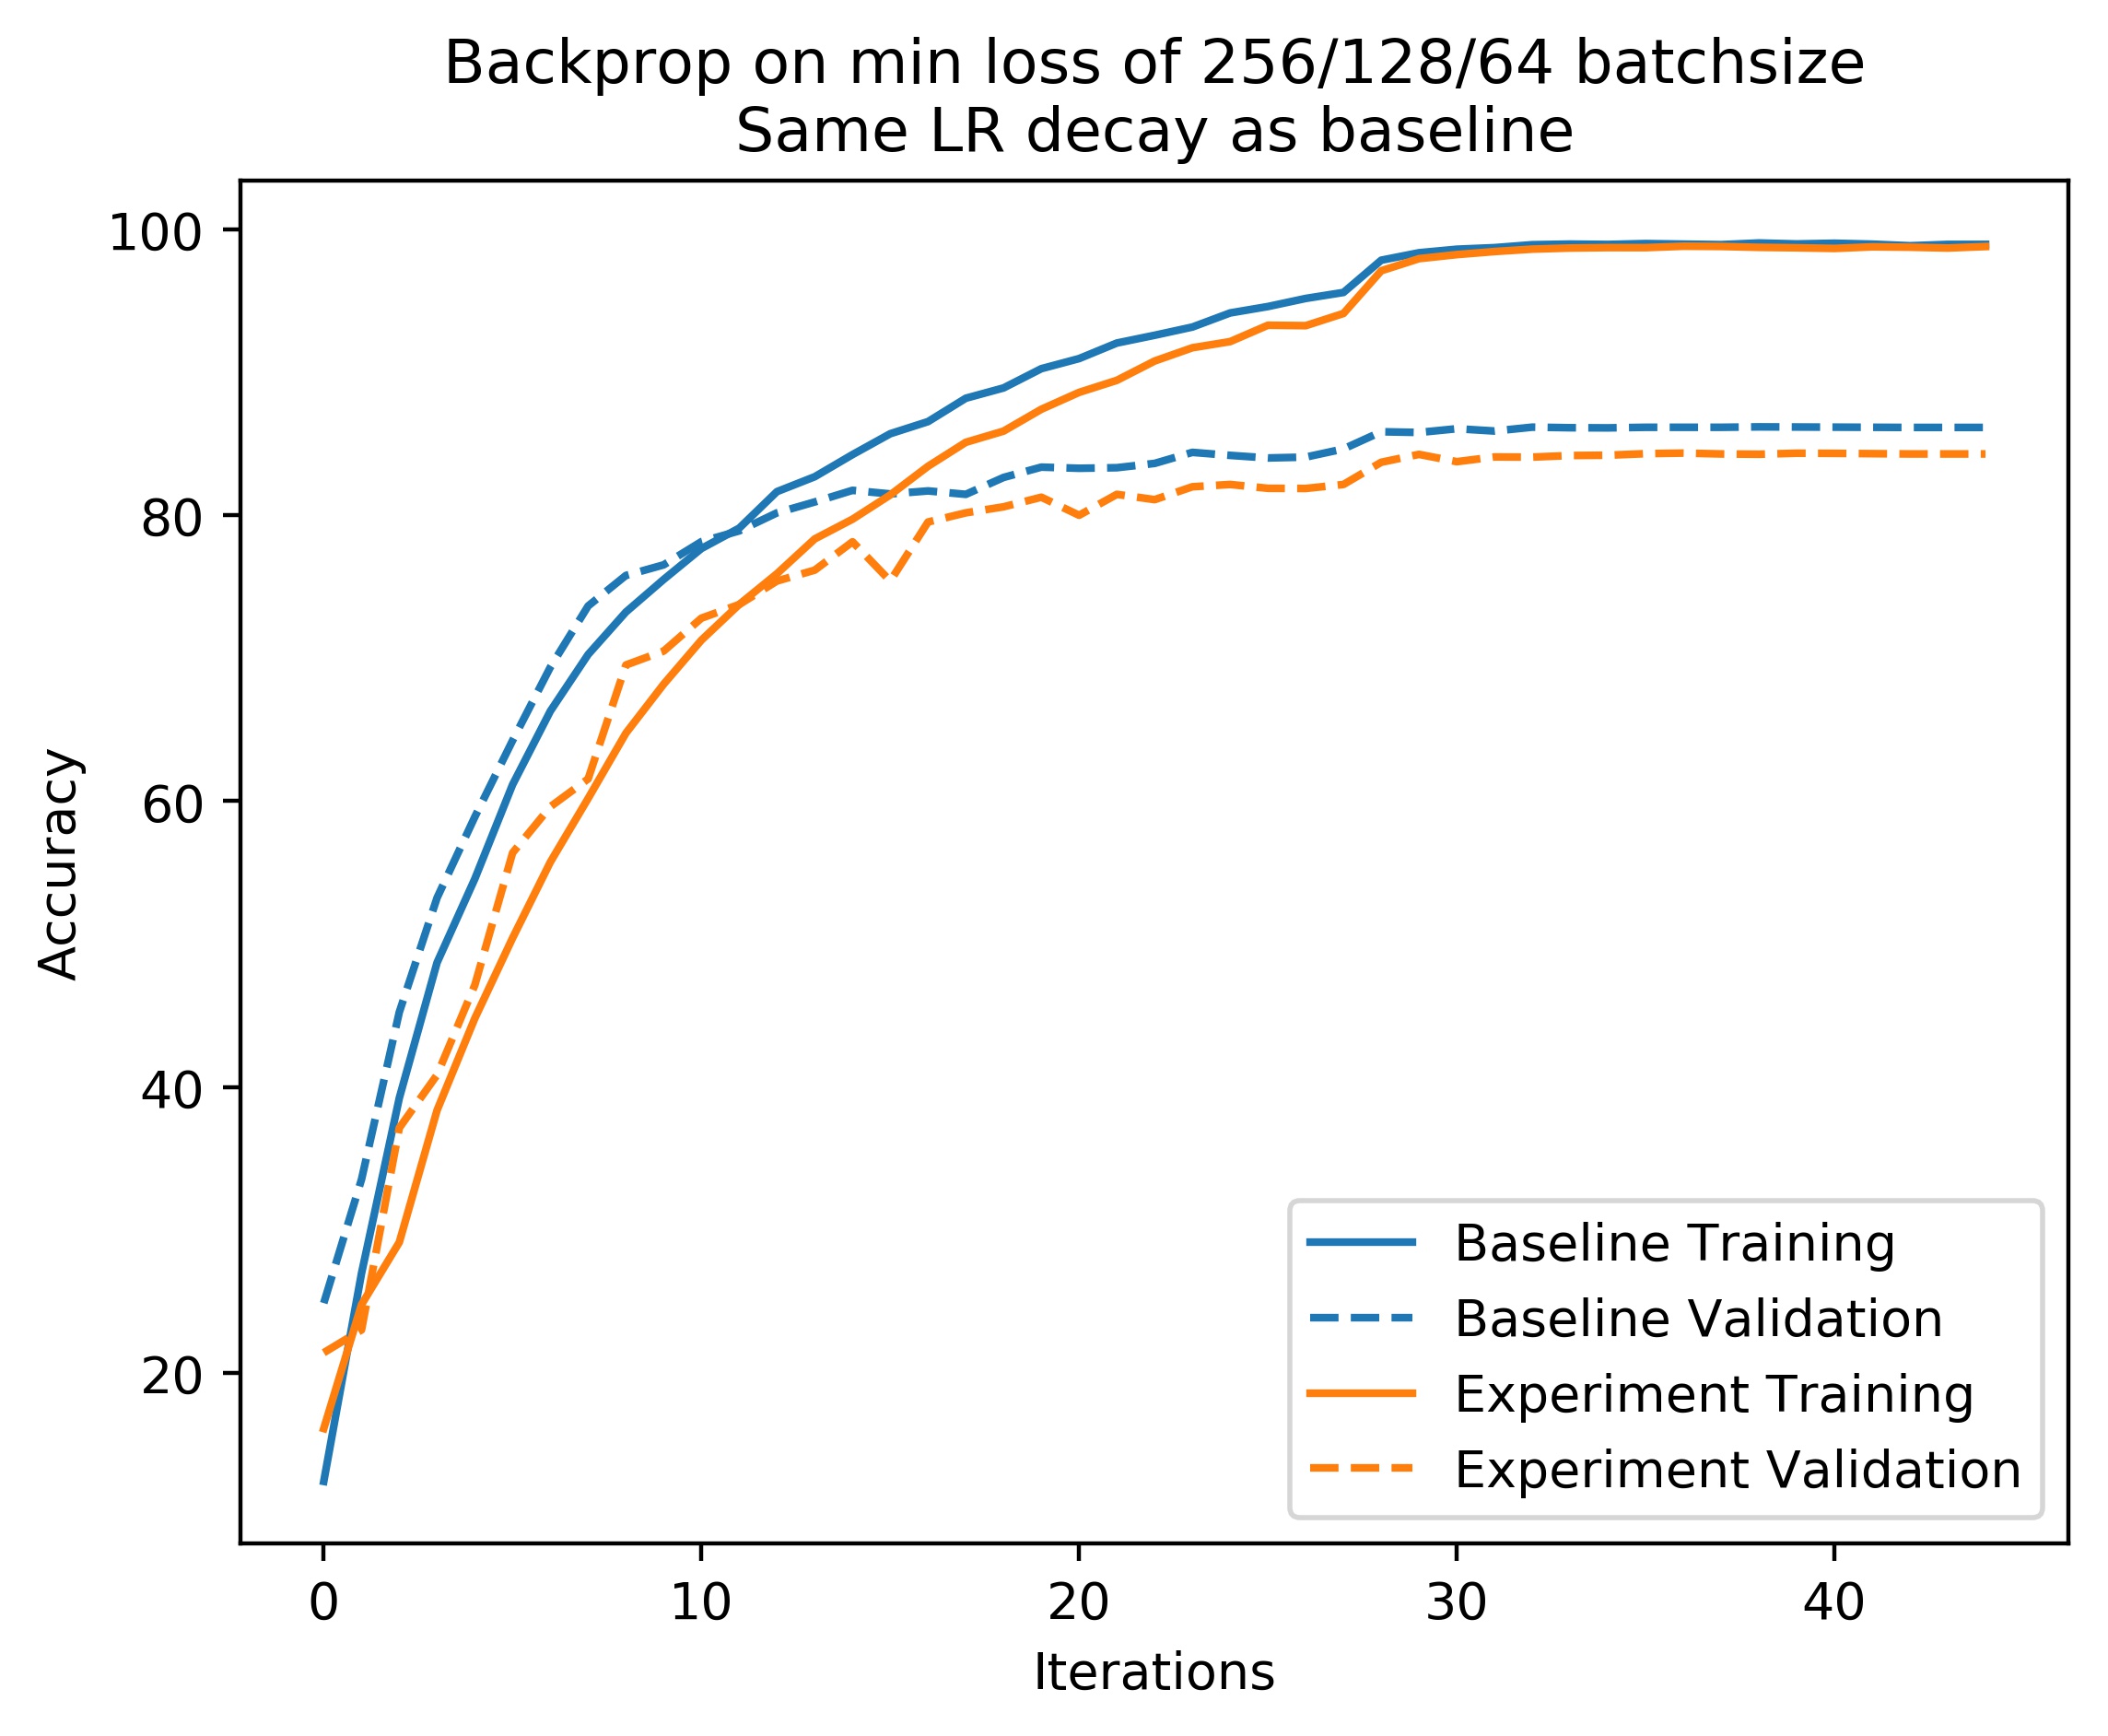 Backprop on min loss of 256/128/64 batchsize
Same LR decay as baseline
100
80
60
40
20
Accuracy
0 10 20 30 40
Iterations
Baseline Training
Baseline Validation
Experiment Training
Experiment Validation